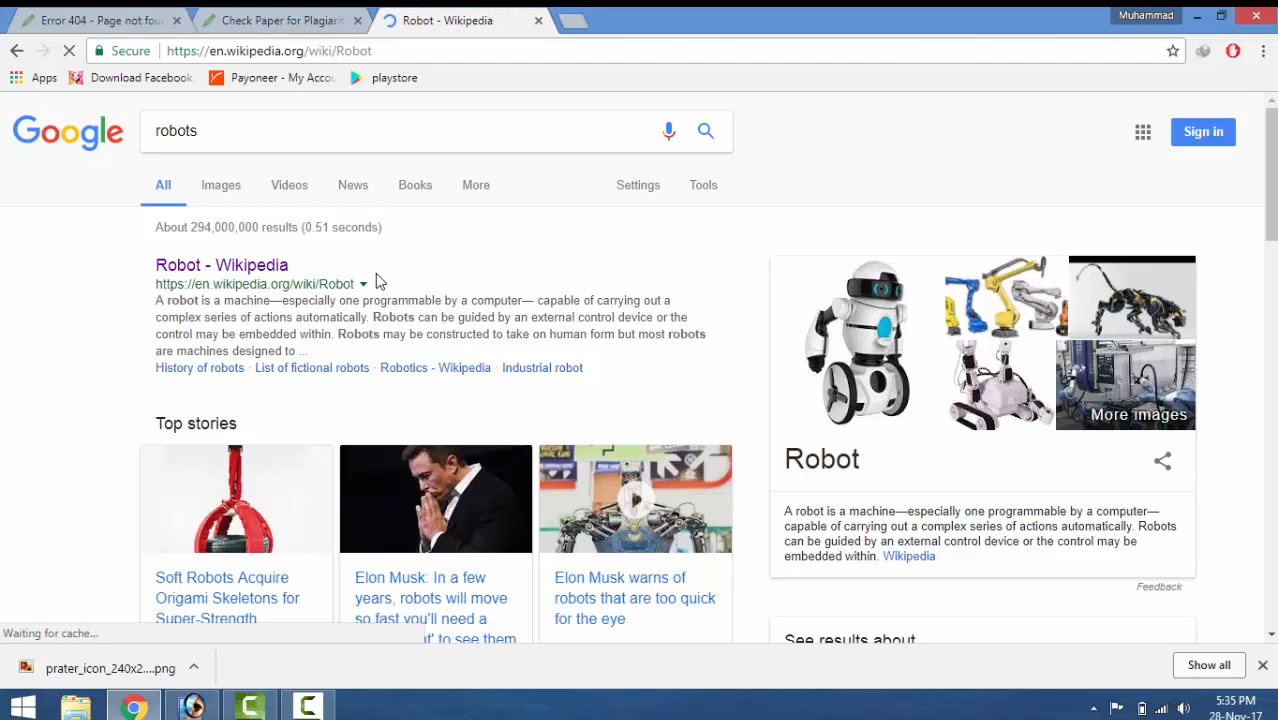 Error 404 - Page not foun
Check Paper for Plagiaris
Robot - Wikipedia
Muhammad
Secure
https://en.wikipedia.org/wiki/Robot
Apps
Download Facebook
Payoneer - My Accou
playstore
Google
robots
Sign in
All
Images
Videos
News
Books
More
Settings
Tools
About 294,000,000 results (0.51 seconds)
Robot - Wikipedia
https://en.wikipedia.org/wiki/Robot
A robot is a machine—especially one programmable by a computer— capable of carrying out a
complex series of actions automatically. Robots can be guided by an external control device or the
control may be embedded within. Robots may be constructed to take on human form but most robots
are machines designed to ...
History of robots · List of fictional robots · Robotics - Wikipedia · Industrial robot
Top stories
Soft Robots Acquire
Origami Skeletons for
Super-Strength
Elon Musk: In a few
years, robots will move
so fast you'll need a
nt' to see them
Elon Musk warns of
robots that are too quick
for the eye
More images
Robot
A robot is a machine—especially one programmable by a computer—
capable of carrying out a complex series of actions automatically. Robots
can be guided by an external control device or the control may be
embedded within. Wikipedia
Feedback
See results about
Waiting for cache...
prater_icon_240x2....png
Show all
5:35 PM
28-Nov-17